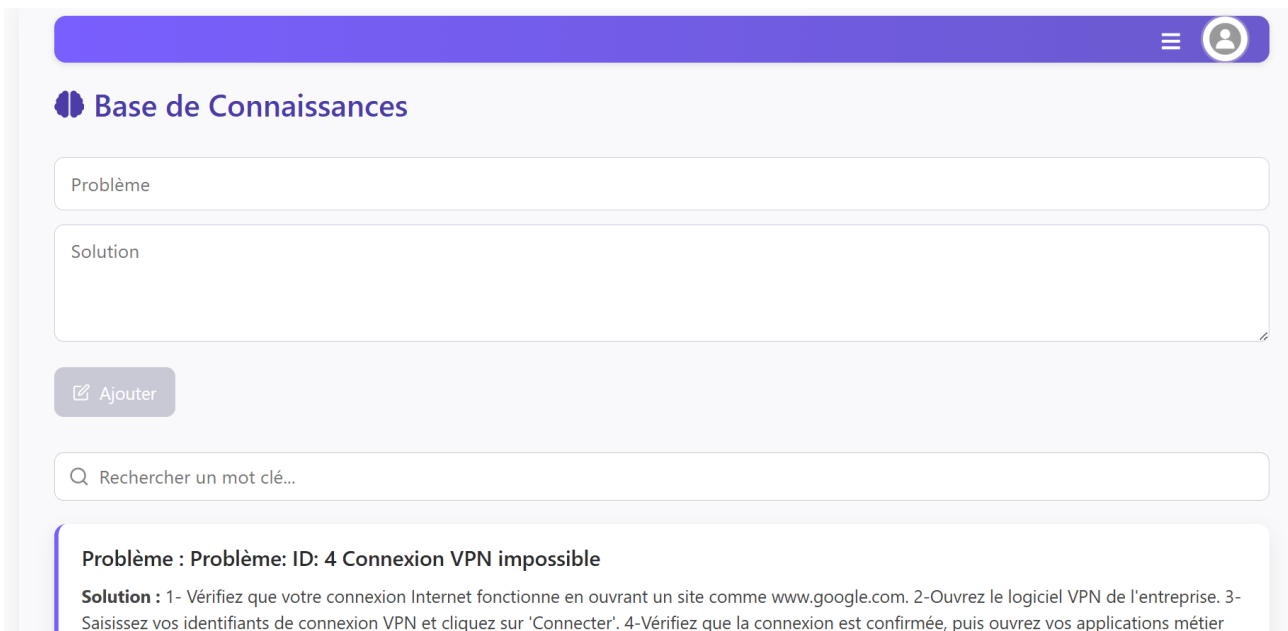 Base de Connaissances
Problème
Solution
Ajouter
Rechercher un mot clé...
Problème : Problème: ID: 4 Connexion VPN impossible
Solution : 1- Vérifiez que votre connexion Internet fonctionne en ouvrant un site comme www.google.com. 2-Ouvrez le logiciel VPN de l'entreprise. 3-
Saisissez vos identifiants de connexion VPN et cliquez sur 'Connecter'. 4-Vérifiez que la connexion est confirmée, puis ouvrez vos applications métier